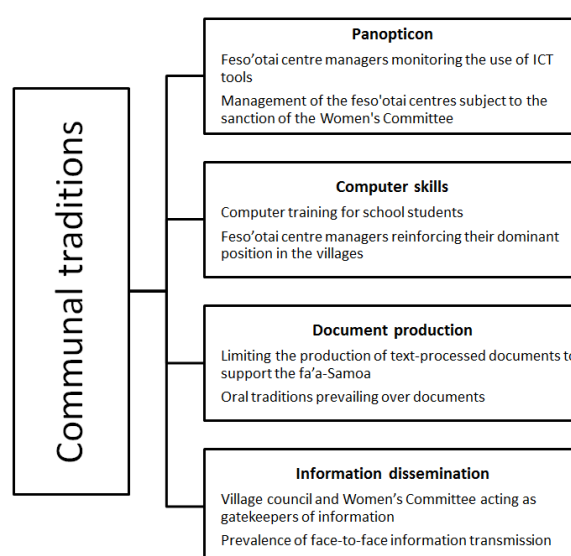 Communal traditions
Panopticon
Feso’otai centre managers monitoring the use of ICT
tools
Management of the feso'otai centres subject to the
sanction of the Women's Committee
Computer skills
Computer training for school students
Feso’otai centre managers reinforcing their dominant
position in the villages
Document production
Limiting the production of text-processed documents to
support the fa’a-Samoa
Oral traditions prevailing over documents
Information dissemination
Village council and Women’s Committee acting as
gatekeepers of information
Prevalence of face-to-face information transmission